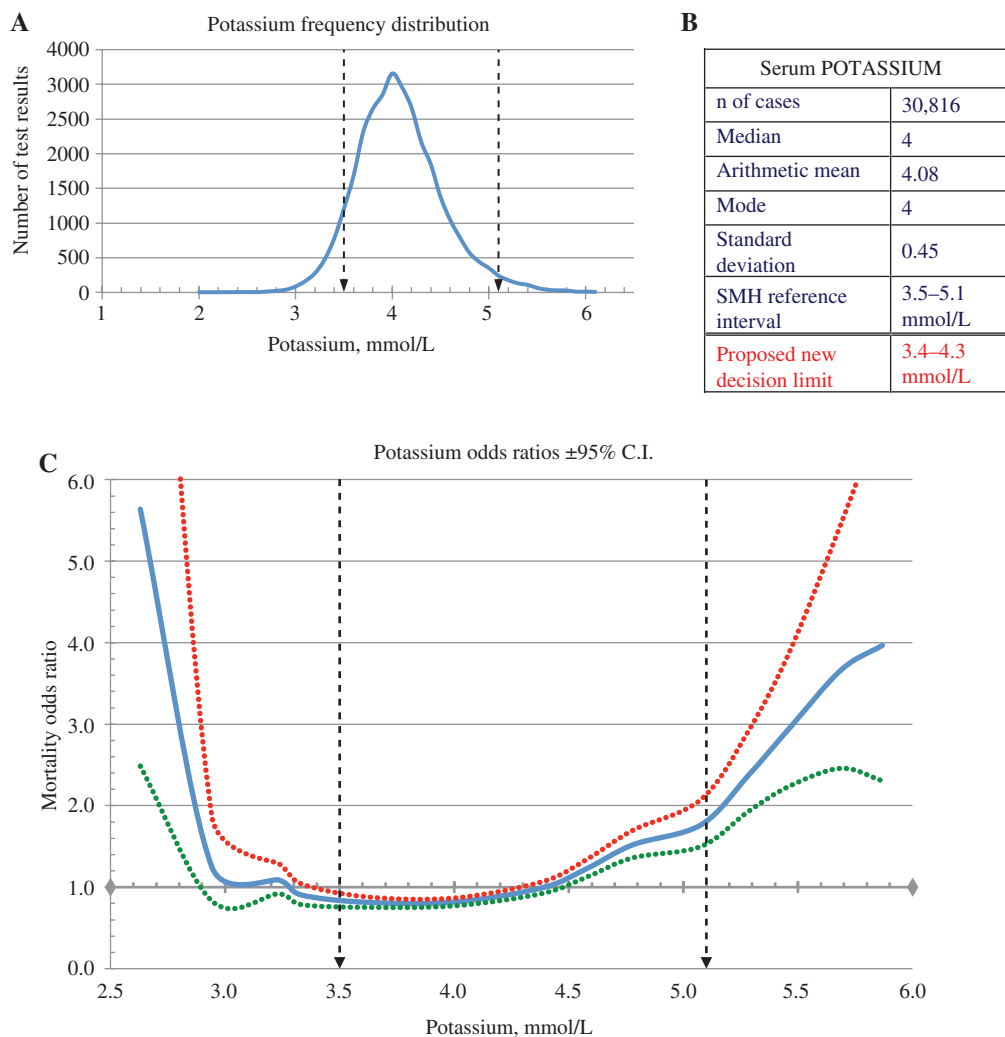 A
Potassium frequency distribution
4000
3500
3000
2500
2000
1500
1000
500
0
Number of test results
1 2 3 4 5 6
Potassium, mmol/L
B
Serum POTASSIUM
n of cases 30,816
Median 4
Arithmetic mean 4.08
Mode 4
Standard
deviation 0.45
SMH reference 3.5–5.1
interval mmol/L
Proposed new 3.4–4.3
decision limit mmol/L
C
Potassium odds ratios ±95% C.I.
6.0
5.0
4.0
3.0
2.0
1.0
0.0
Mortality odds ratio
2.5 3.0 3.5 4.0 4.5 5.0 5.5 6.0
Potassium, mmol/L